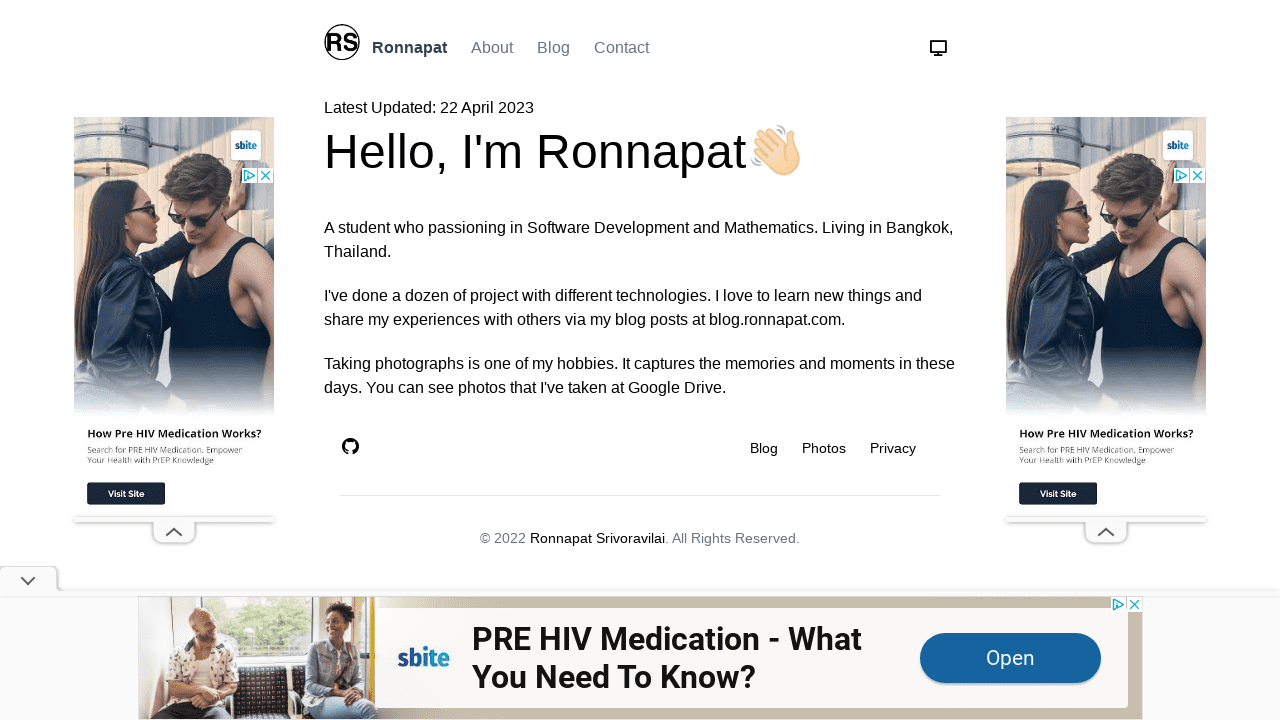 RS
Ronnapat About Blog Contact
Latest Updated: 22 April 2023
Hello, I'm Ronnapat👋🏼
A student who passioning in Software Development and Mathematics. Living in Bangkok,
Thailand.
I've done a dozen of project with different technologies. I love to learn new things and
share my experiences with others via my blog posts at blog.ronnapat.com.
Taking photographs is one of my hobbies. It captures the memories and moments in these
days. You can see photos that I've taken at Google Drive.
Blog Photos Privacy
© 2022 Ronnapat Srivoravilai. All Rights Reserved.
sbite
How Pre HIV Medication Works?
Search for PRE HIV Medication. Empower
Your Health with PrEP Knowledge
Visit Site
sbite
How Pre HIV Medication Works?
Search for PRE HIV Medication. Empower
Your Health with PrEP Knowledge
Visit Site
sbite
PRE HIV Medication - What
You Need To Know?
Open